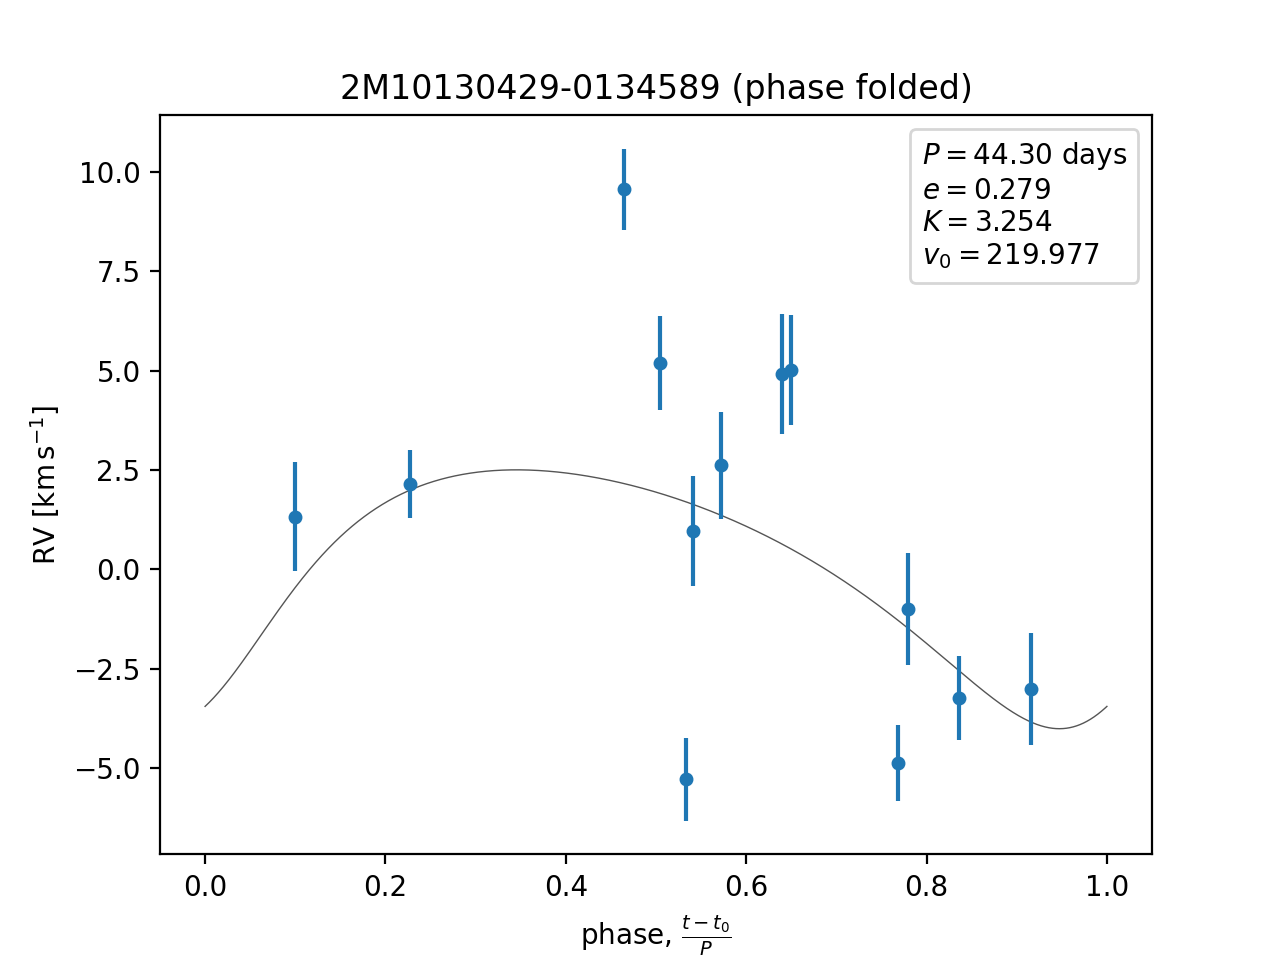 2M10130429-0134589 (phase folded)
P = 44.30 days
e = 0.279
K = 3.254
v₀ = 219.977
10.0
7.5
5.0
2.5
0.0
−2.5
−5.0
RV [km s⁻¹]
0.0 0.2 0.4 0.6 0.8 1.0
phase, (t − t₀)/P